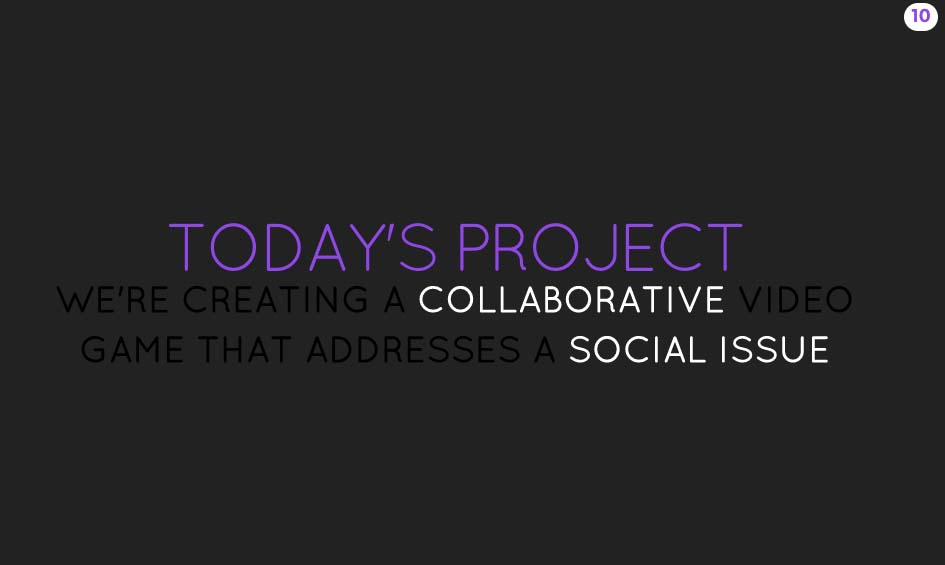 10
TODAY'S PROJECT
WE'RE CREATING A COLLABORATIVE VIDEO
GAME THAT ADDRESSES A SOCIAL ISSUE